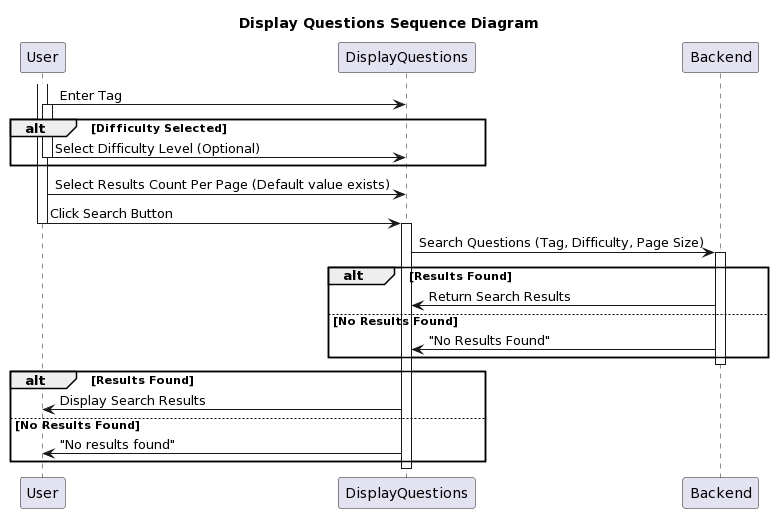 Display Questions Sequence Diagram
User DisplayQuestions Backend
Enter Tag
alt [Difficulty Selected]
Select Difficulty Level (Optional)
Select Results Count Per Page (Default value exists)
Click Search Button
Search Questions (Tag, Difficulty, Page Size)
alt [Results Found]
Return Search Results
[No Results Found]
"No Results Found"
alt [Results Found]
Display Search Results
[No Results Found]
"No results found"
User DisplayQuestions Backend